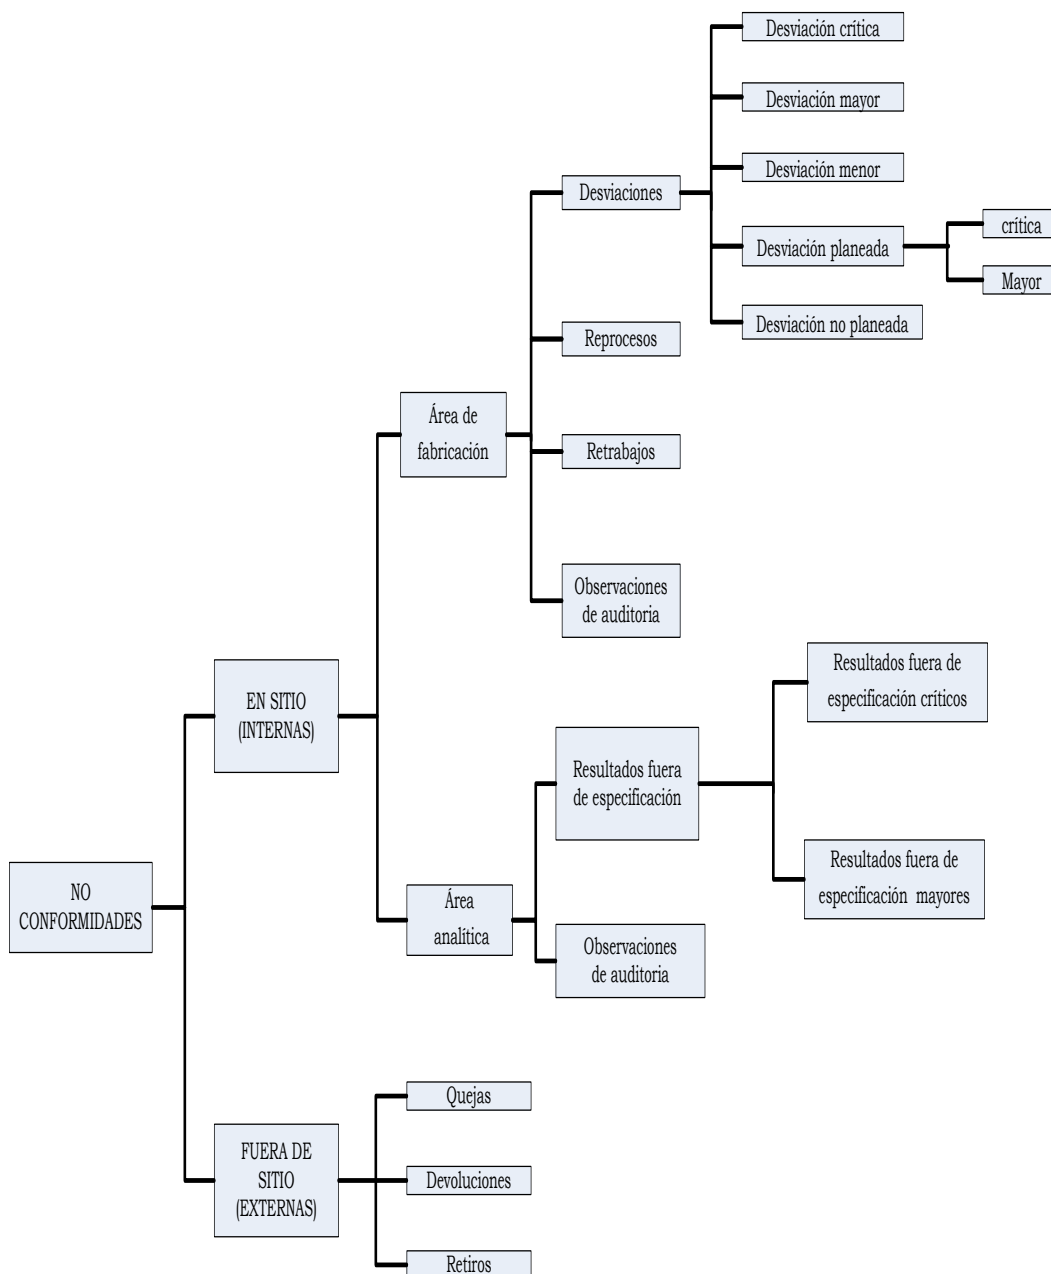 Desviación crítica
Desviación mayor
Desviación menor
Desviaciones
Desviación planeada
crítica
Mayor
Desviación no planeada
Reprocesos
Área de
fabricación
Retrabajos
Observaciones
de auditoria
EN SITIO
(INTERNAS)
Resultados fuera de
especificación críticos
Resultados fuera
de especificación
Resultados fuera de
especificación mayores
NO
CONFORMIDADES
Área
analítica
Observaciones
de auditoria
Quejas
FUERA DE
SITIO
(EXTERNAS)
Devoluciones
Retiros